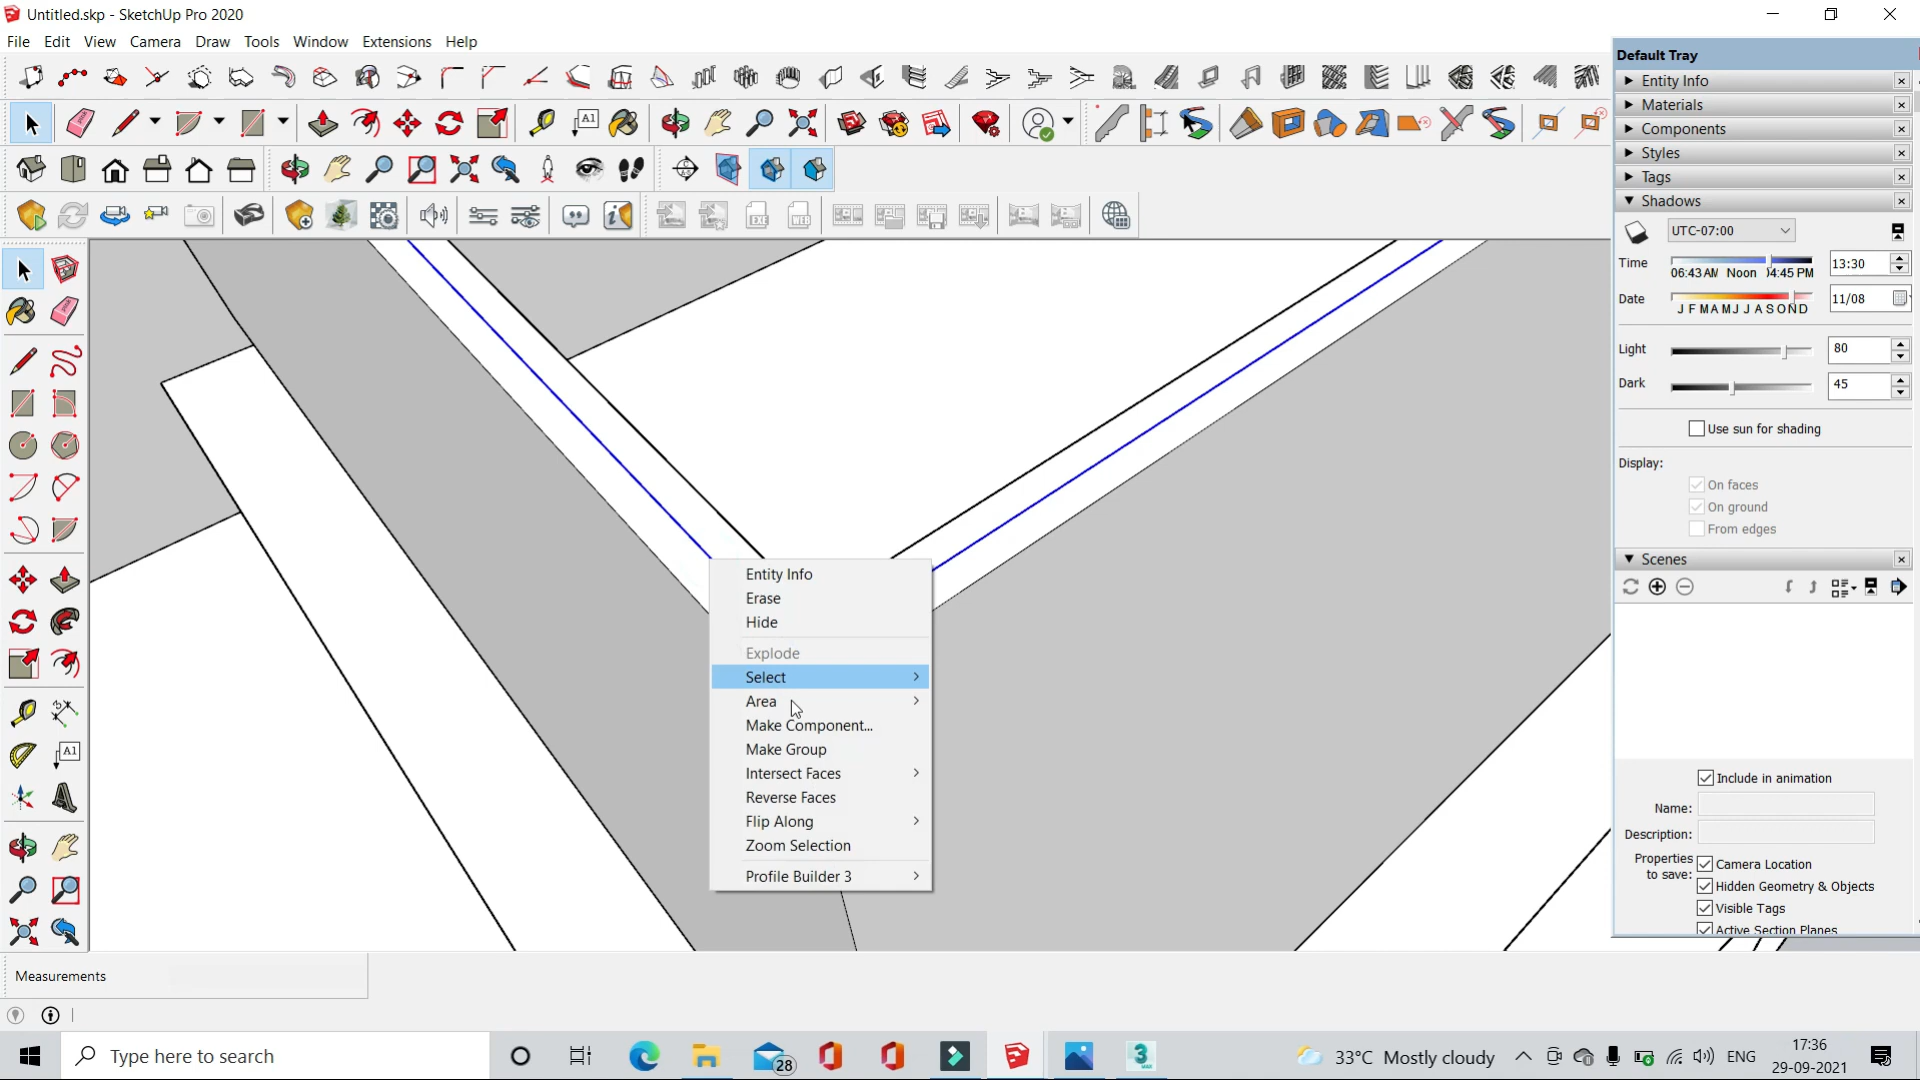 Untitled.skp - SketchUp Pro 2020
File Edit View Camera Draw Tools Window Extensions Help
Default Tray
Entity Info
Materials
Components
Styles
Tags
Shadows
UTC-07:00
Time 06:43 AM Noon 04:45 PM 13:30
Date J F M A M J J A S O N D 11/08
Light 80
Dark 45
Use sun for shading
Display:
On faces
On ground
From edges
Scenes
Include in animation
Name:
Description:
Properties to save:
Camera Location
Hidden Geometry & Objects
Visible Tags
Active Section Planes
Entity Info
Erase
Hide
Explode
Select
Area
Make Component...
Make Group
Intersect Faces
Reverse Faces
Flip Along
Zoom Selection
Profile Builder 3
Measurements
Type here to search
28
33°C Mostly cloudy
ENG
17:36
29-09-2021